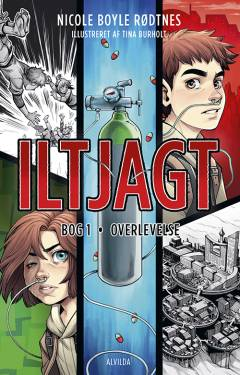 NICOLE BOYLE RØDTNES
ILLUSTRERET AF TINA BURHOLT
ILTJAGT
BOG 1 • OVERLEVELSE
ALVILDA